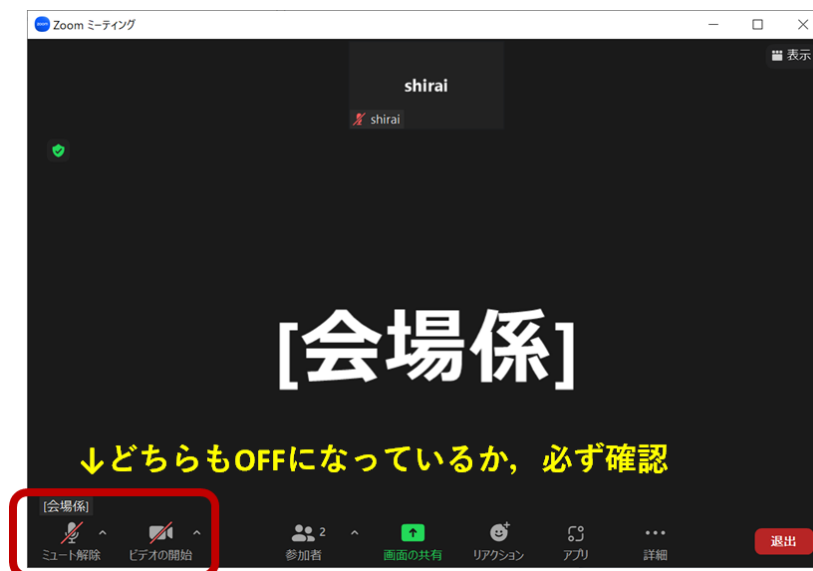 Zoom ミーティング
表示
shirai
shirai
[会場係]
↓どちらもOFFになっているか，必ず確認
[会場係]
ミュート解除 ビデオの開始 2 参加者 画面の共有 リアクション アプリ 詳細 退出